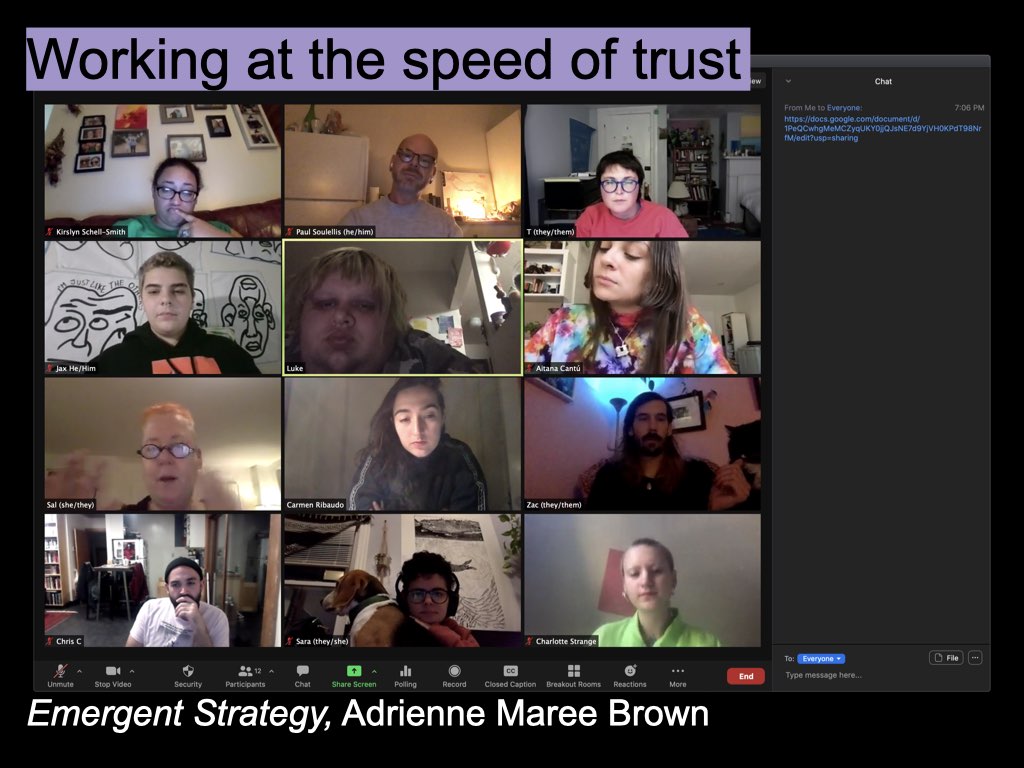 Working at the speed of trust
Chat
From Me to Everyone:
7:06 PM
https://docs.google.com/document/d/
1PeQCwhgMeMCZyqUKY0jjQJsNE7d9YjVH0KPdT98Nr
fM/edit?usp=sharing
Kirslyn Schell-Smith
Paul Soulellis (he/him)
T (they/them)
I'M JUST LIKE THE
Jax He/Him
Luke
Aitana Cantú
Sal (she/they)
Carmen Ribaudo
Zac (they/them)
Chris C
Sara (they/she)
Charlotte Strange
To: Everyone
File
Type message here...
Unmute
Stop Video
Security
Participants
12
Chat
Share Screen
Polling
Record
CC
Closed Caption
Breakout Rooms
Reactions
More
End
Emergent Strategy, Adrienne Maree Brown